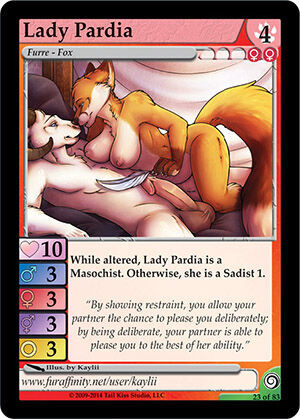 Lady Pardia
4
Furre - Fox
10
3
3
3
3
While altered, Lady Pardia is a
Masochist. Otherwise, she is a Sadist 1.
"By showing restraint, you allow your
partner the chance to please you deliberately;
by being deliberate, your partner is able to
please you to the best of her ability."
Illus. by Kaylii
www.furaffinity.net/user/kaylii
23 of 83
© 2009-2014 Tail Kiss Studio, LLC